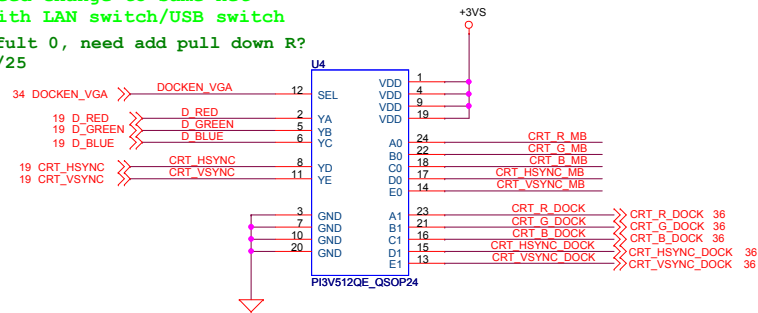 ith LAN switch/USB switch
fult 0, need add pull down R?
/25
+3VS
U4
34 DOCKEN_VGA
DOCKEN_VGA
12
SEL
19 D_RED
D_RED
2
YA
19 D_GREEN
D_GREEN
5
YB
19 D_BLUE
D_BLUE
6
YC
19 CRT_HSYNC
CRT_HSYNC
8
YD
19 CRT_VSYNC
CRT_VSYNC
11
YE
3
GND
7
GND
10
GND
20
GND
VDD
1
VDD
4
VDD
9
VDD
19
A0
24
CRT_R_MB
B0
22
CRT_G_MB
C0
18
CRT_B_MB
D0
17
CRT_HSYNC_MB
E0
14
CRT_VSYNC_MB
A1
23
CRT_R_DOCK
CRT_R_DOCK 36
B1
21
CRT_G_DOCK
CRT_G_DOCK 36
C1
16
CRT_B_DOCK
CRT_B_DOCK 36
D1
15
CRT_HSYNC_DOCK
CRT_HSYNC_DOCK 36
E1
13
CRT_VSYNC_DOCK
CRT_VSYNC_DOCK 36
PI3V512QE_QSOP24